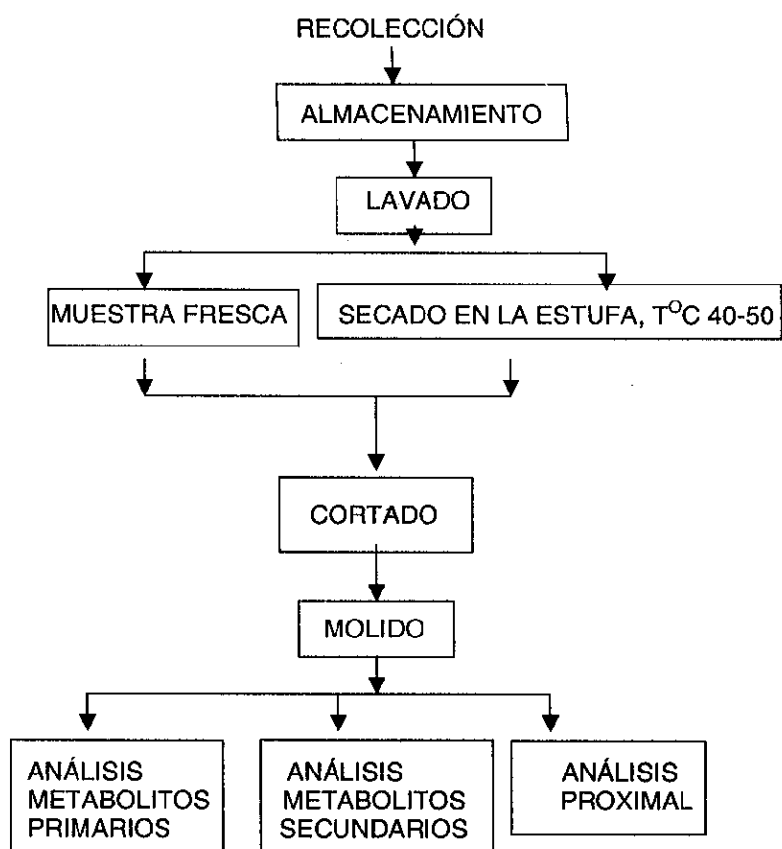 RECOLECCIÓN
ALMACENAMIENTO
LAVADO
MUESTRA FRESCA
SECADO EN LA ESTUFA, TºC 40-50
CORTADO
MOLIDO
ANÁLISIS
METABOLITOS
PRIMARIOS
ANÁLISIS
METABOLITOS
SECUNDARIOS
ANÁLISIS
PROXIMAL